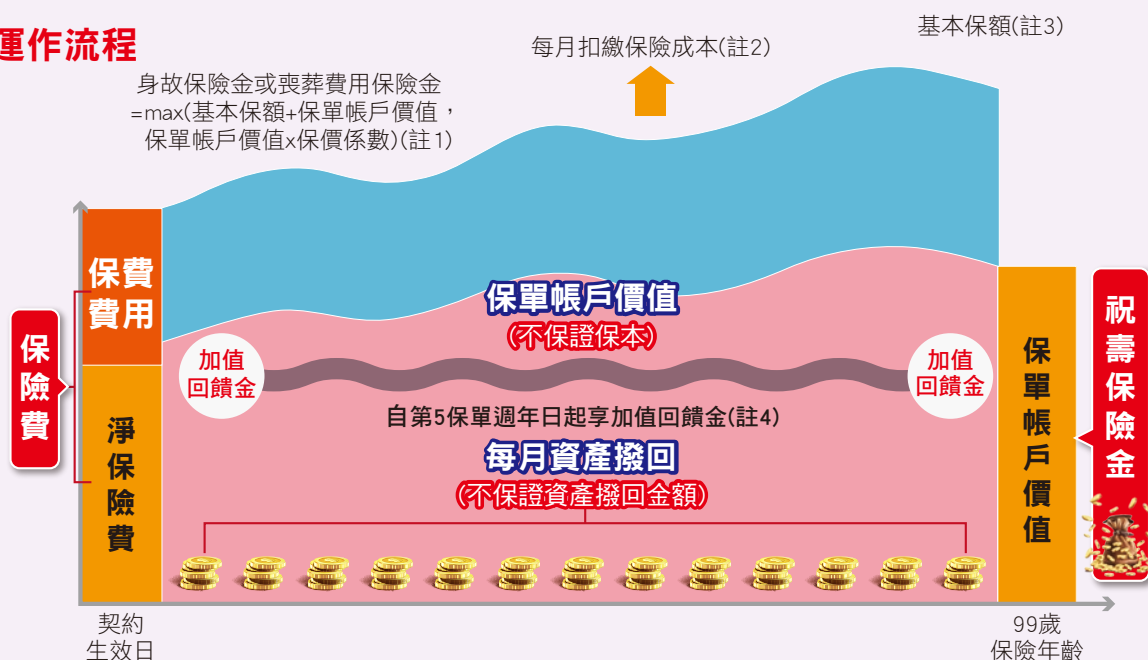 運作流程
基本保額(註3)
每月扣繳保險成本(註2)
身故保險金或喪葬費用保險金
=max(基本保額+保單帳戶價值，
保單帳戶價值x保價係數)(註1)
保費
費用
保險費
淨保險費
保單帳戶價值
(不保證保本)
加值
回饋金
加值
回饋金
自第5保單週年日起享加值回饋金(註4)
每月資產撥回
(不保證資產撥回金額)
保單帳戶價值
祝壽保險金
契約
生效日
99歲
保險年齡